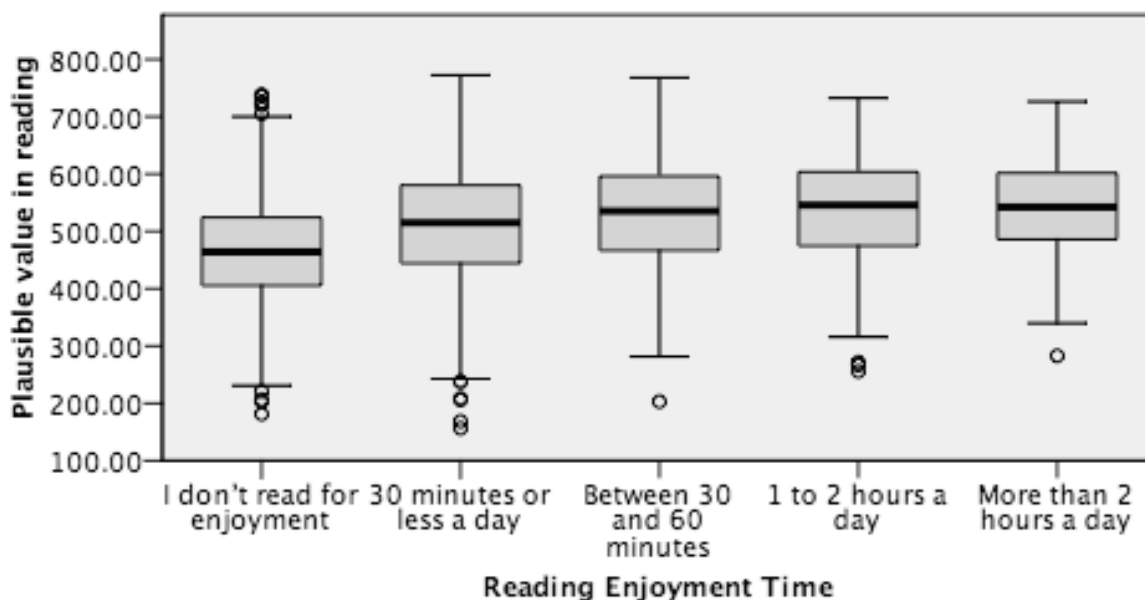 Plausible value in reading
800.00
700.00
600.00
500.00
400.00
300.00
200.00
100.00
I don't read for
enjoyment
30 minutes or
less a day
Between 30
and 60
minutes
1 to 2 hours a
day
More than 2
hours a day
Reading Enjoyment Time